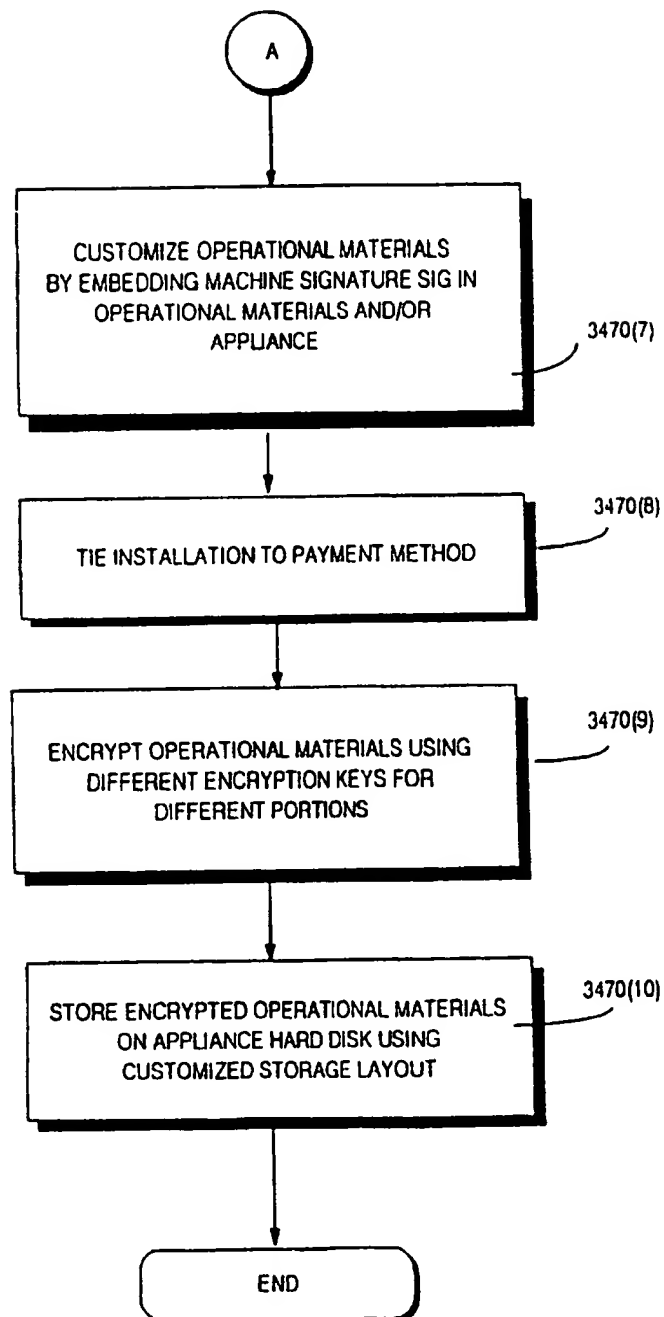 A
CUSTOMIZE OPERATIONAL MATERIALS
BY EMBEDDING MACHINE SIGNATURE SIG IN
OPERATIONAL MATERIALS AND/OR
APPLIANCE
3470(7)
TIE INSTALLATION TO PAYMENT METHOD
3470(8)
ENCRYPT OPERATIONAL MATERIALS USING
DIFFERENT ENCRYPTION KEYS FOR
DIFFERENT PORTIONS
3470(9)
STORE ENCRYPTED OPERATIONAL MATERIALS
ON APPLIANCE HARD DISK USING
CUSTOMIZED STORAGE LAYOUT
3470(10)
END